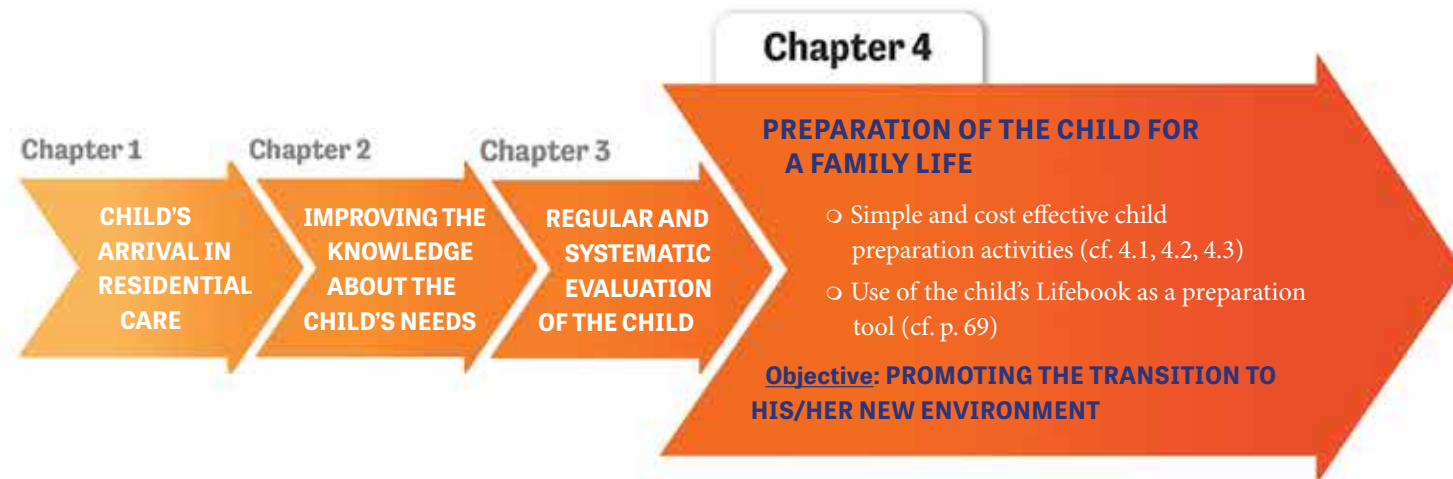 Chapter 4
Chapter 1
Chapter 2
Chapter 3
CHILD'S
ARRIVAL IN
RESIDENTIAL
CARE
IMPROVING THE
KNOWLEDGE
ABOUT THE
CHILD'S NEEDS
REGULAR AND
SYSTEMATIC
EVALUATION
OF THE CHILD
PREPARATION OF THE CHILD FOR
A FAMILY LIFE
○ Simple and cost effective child
preparation activities (cf. 4.1, 4.2, 4.3)
○ Use of the child's Lifebook as a preparation
tool (cf. p. 69)
Objective: PROMOTING THE TRANSITION TO
HIS/HER NEW ENVIRONMENT